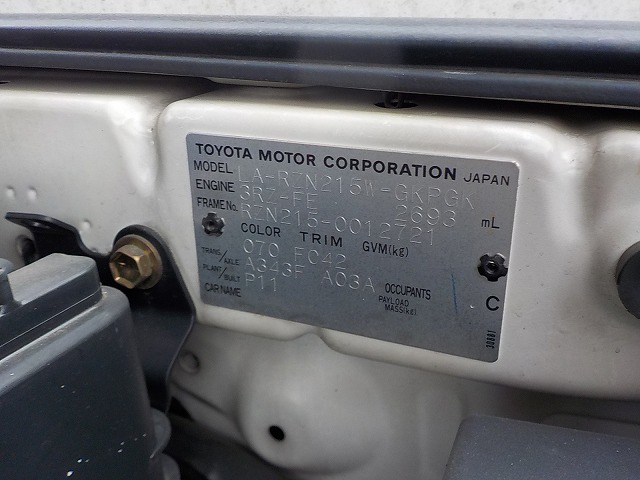 TOYOTA MOTOR CORPORATION JAPAN
MODEL LA-RZN215W-GKPGK
ENGINE 3RZ-FE 2693 mL
FRAME No. RZN215-0012721
COLOR TRIM GVM(kg)
070 FC42
TRANS/AXLE A343F A03A OCCUPANTS
PLANT/BUILT P11 PAYLOAD MASS(kg) C
CAR NAME